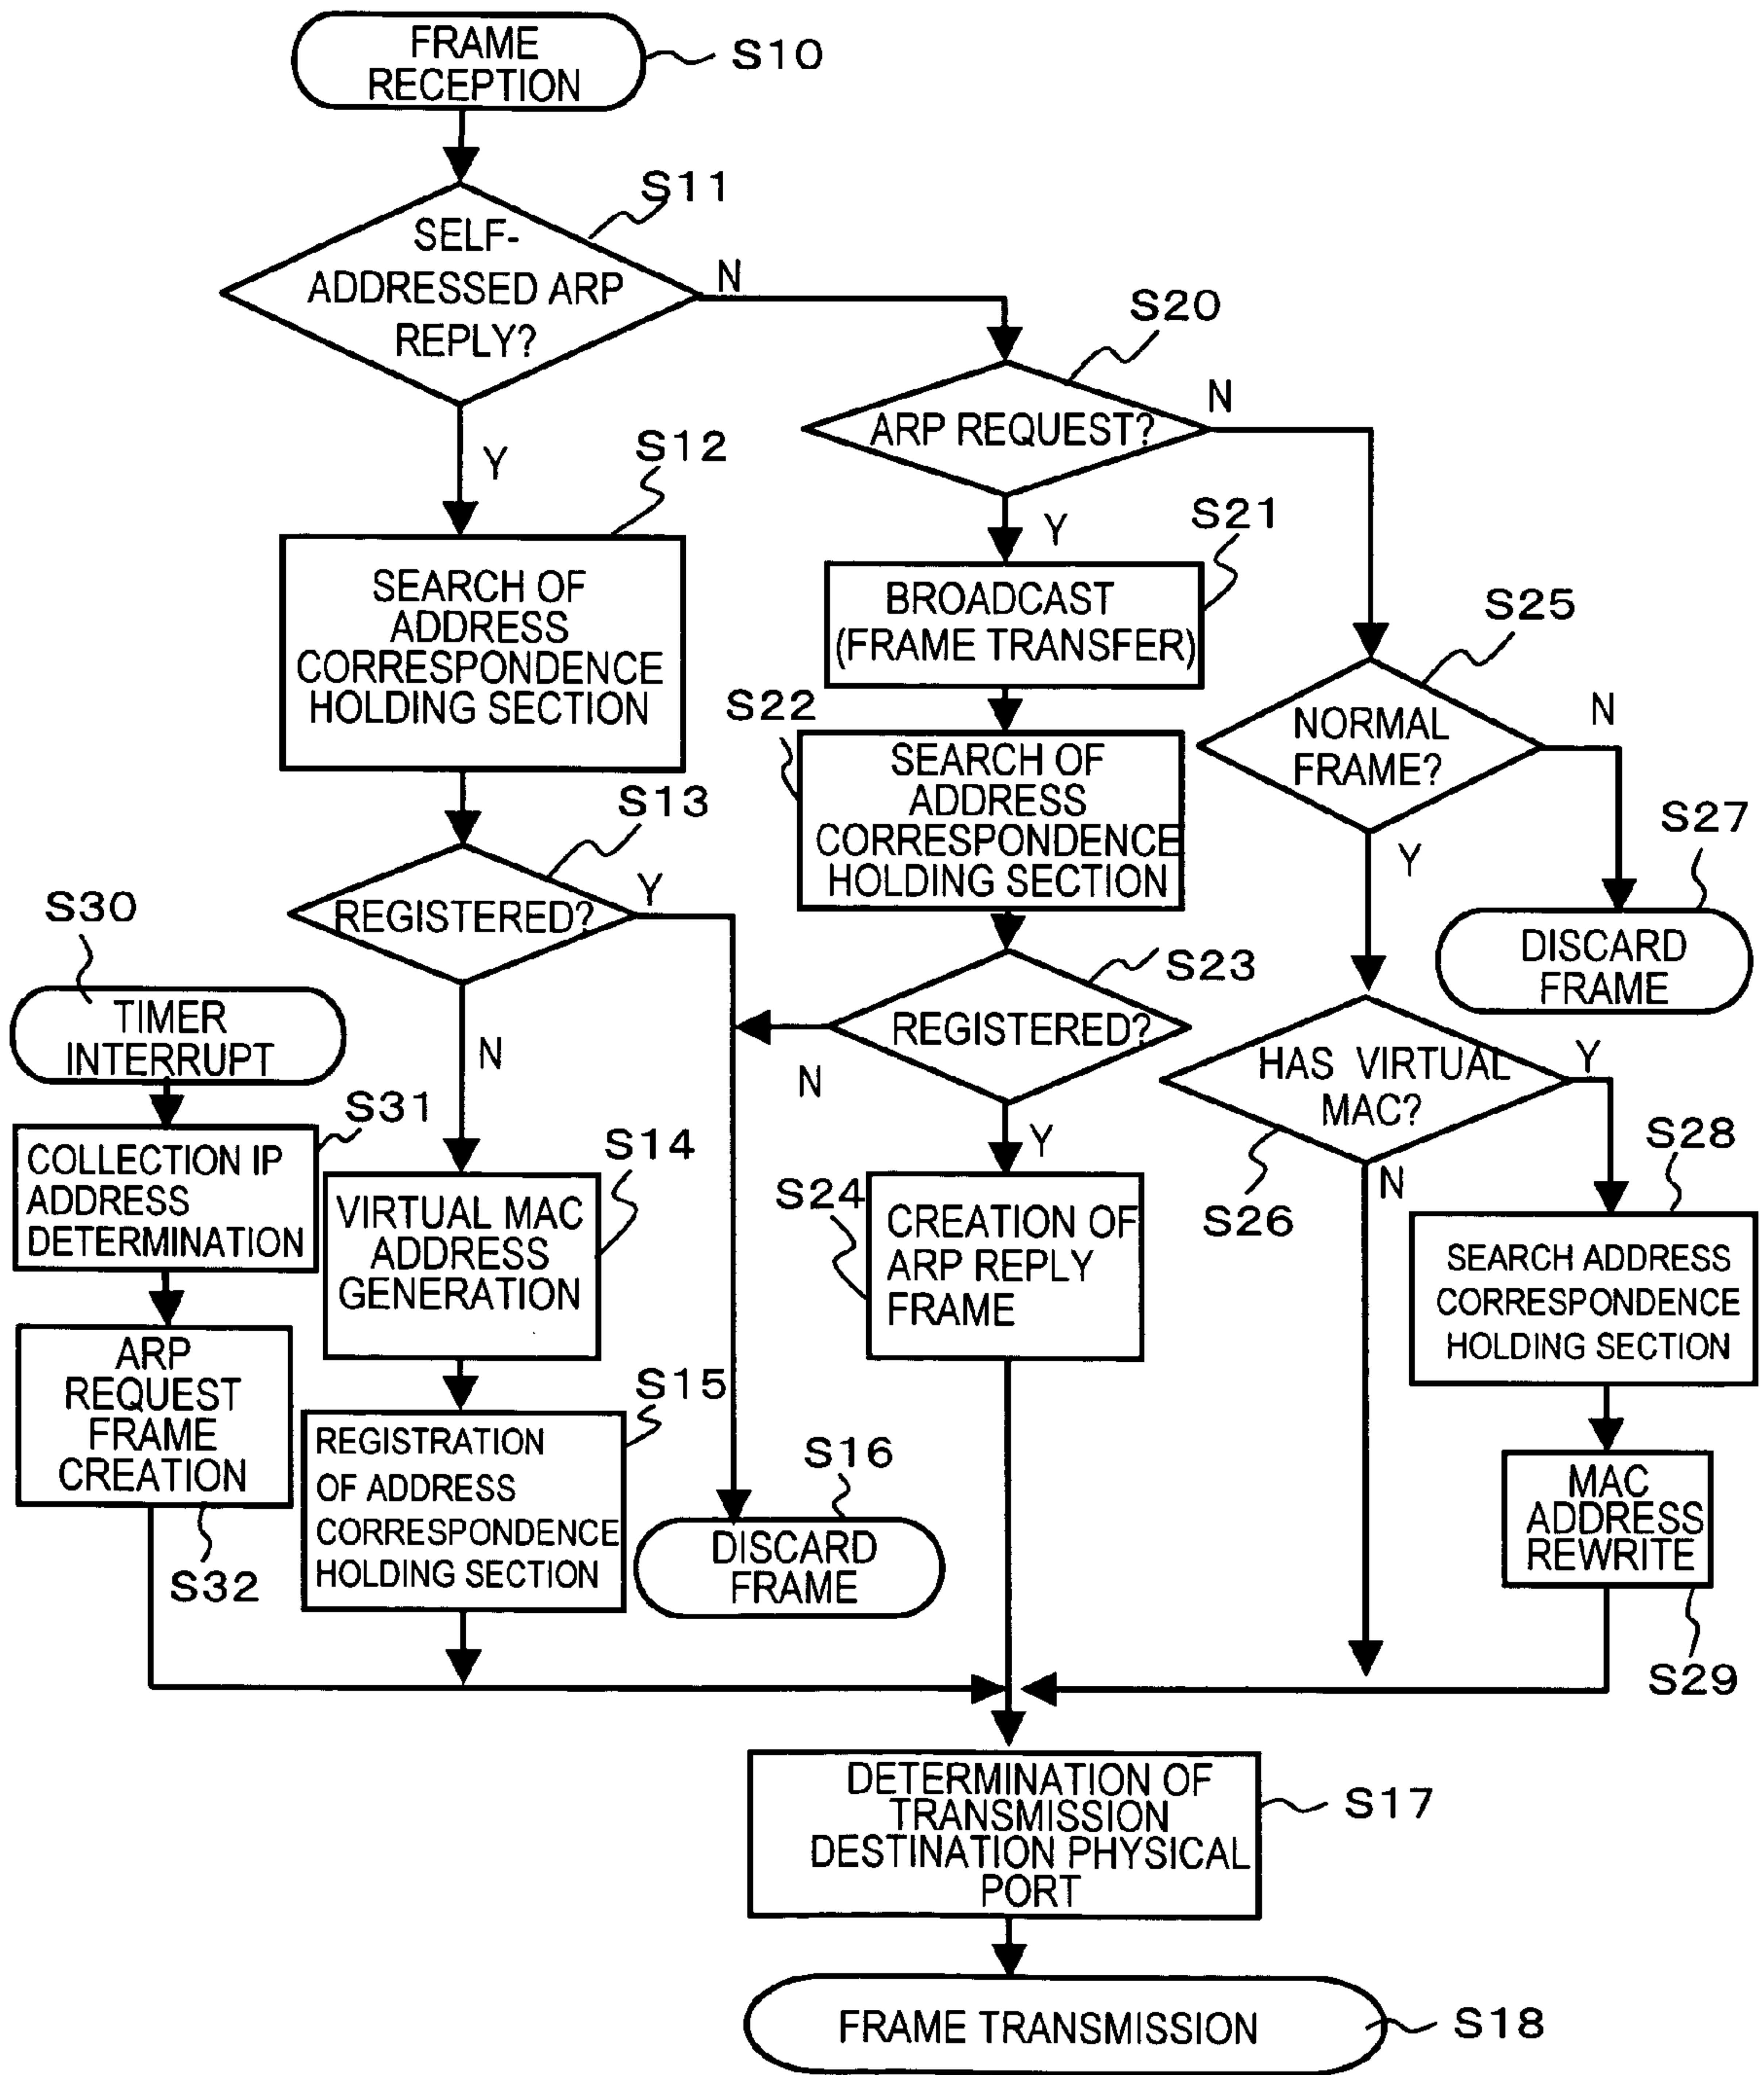 FRAME
RECEPTION
S10
S11
SELF-
ADDRESSED ARP
REPLY?
N
Y
S12
SEARCH OF
ADDRESS
CORRESPONDENCE
HOLDING SECTION
S13
REGISTERED?
Y
N
S14
VIRTUAL MAC
ADDRESS
GENERATION
S15
REGISTRATION
OF ADDRESS
CORRESPONDENCE
HOLDING SECTION
S16
DISCARD
FRAME
S30
TIMER
INTERRUPT
S31
COLLECTION IP
ADDRESS
DETERMINATION
ARP
REQUEST
FRAME
CREATION
S32
S20
ARP REQUEST?
N
Y
S21
BROADCAST
(FRAME TRANSFER)
S22
SEARCH OF
ADDRESS
CORRESPONDENCE
HOLDING SECTION
S23
REGISTERED?
N
Y
S24
CREATION OF
ARP REPLY
FRAME
S25
NORMAL
FRAME?
N
Y
S27
DISCARD
FRAME
HAS VIRTUAL
MAC?
Y
N
S26
S28
SEARCH ADDRESS
CORRESPONDENCE
HOLDING SECTION
MAC
ADDRESS
REWRITE
S29
DETERMINATION OF
TRANSMISSION
DESTINATION PHYSICAL
PORT
S17
FRAME TRANSMISSION
S18